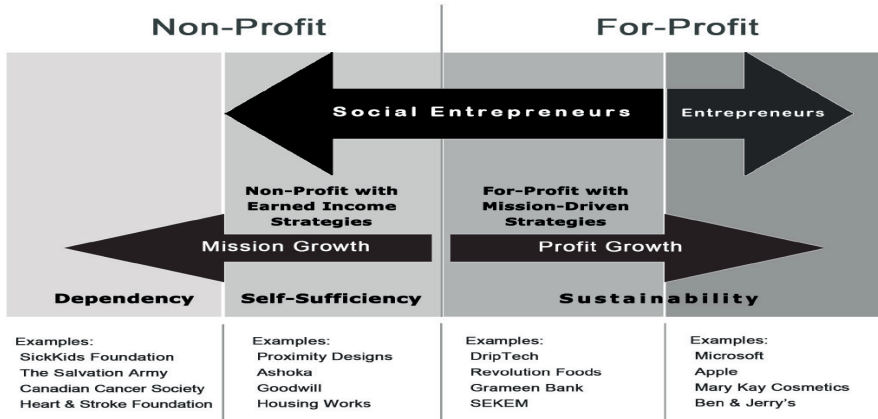 Non-Profit
For-Profit
Social Entrepreneurs
Entrepreneurs
Non-Profit with
Earned Income
Strategies
For-Profit with
Mission-Driven
Strategies
Mission Growth
Profit Growth
Dependency
Self-Sufficiency
Sustainability
Examples:
SickKids Foundation
The Salvation Army
Canadian Cancer Society
Heart & Stroke Foundation
Examples:
Proximity Designs
Ashoka
Goodwill
Housing Works
Examples:
DripTech
Revolution Foods
Grameen Bank
SEKEM
Examples:
Microsoft
Apple
Mary Kay Cosmetics
Ben & Jerry's